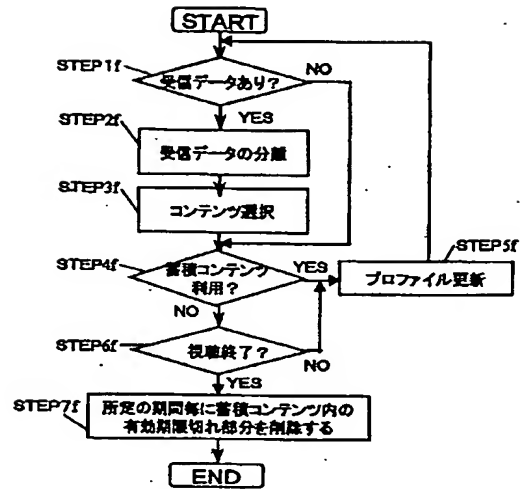 START
STEP1f
受信データあり?
NO
YES
STEP2f
受信データの分離
STEP3f
コンテンツ選択
STEP4f
蓄積コンテンツ
利用?
YES
STEP5f
プロファイル更新
NO
STEP6f
視聴終了?
NO
YES
STEP7f
所定の期間毎に蓄積コンテンツ内の
有効期限切れ部分を削除する
END